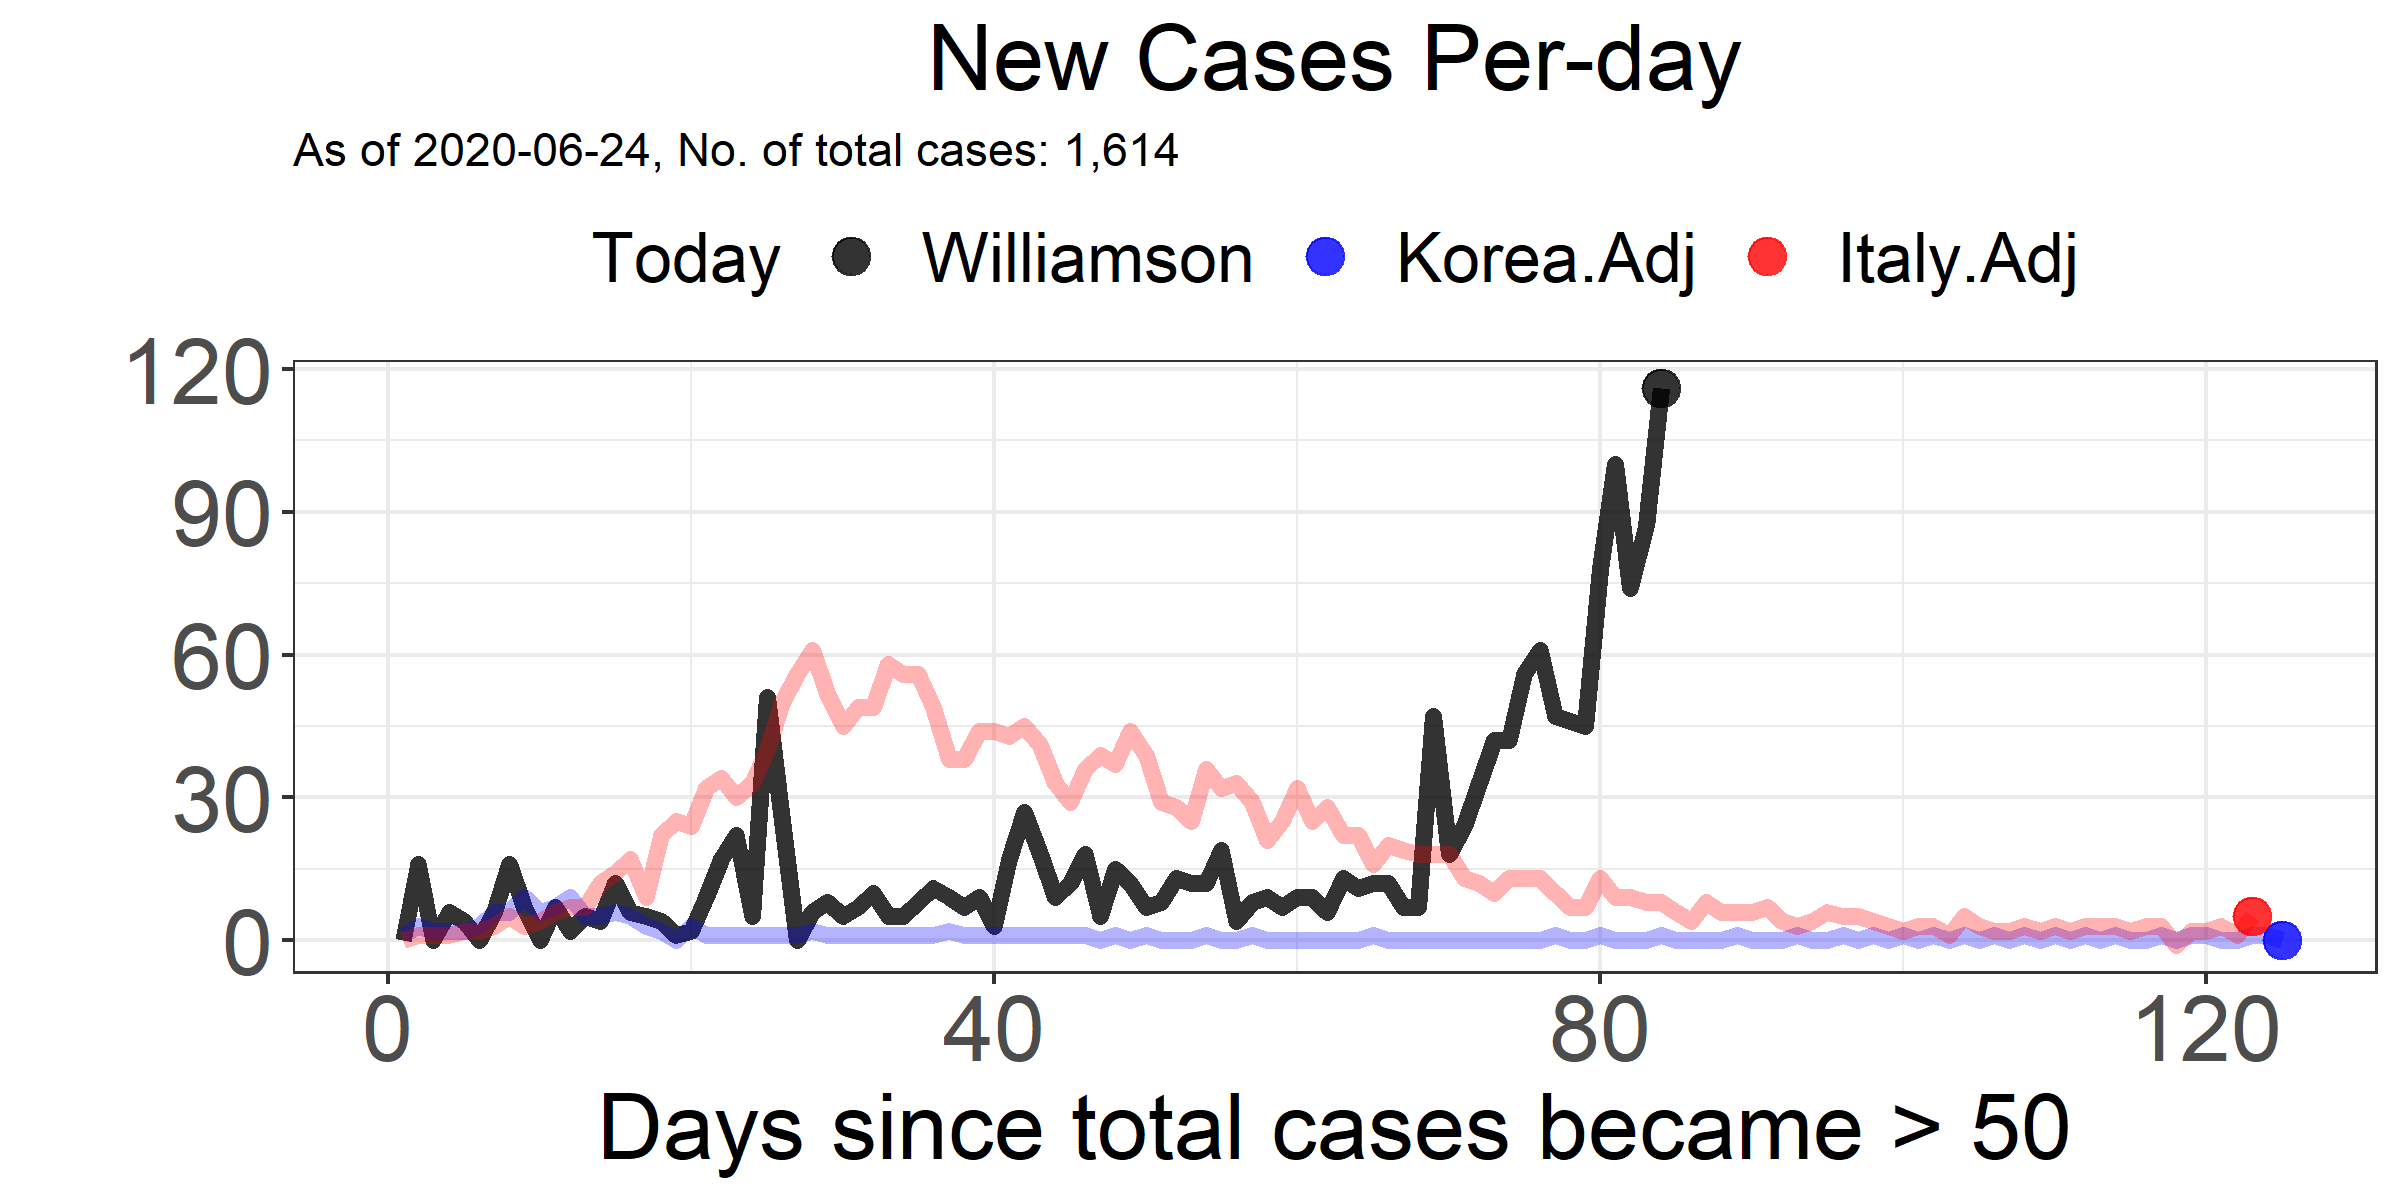 New Cases Per-day
As of 2020-06-24, No. of total cases: 1,614
Today Williamson Korea.Adj Italy.Adj
120
90
60
30
0
0 40 80 120
Days since total cases became > 50